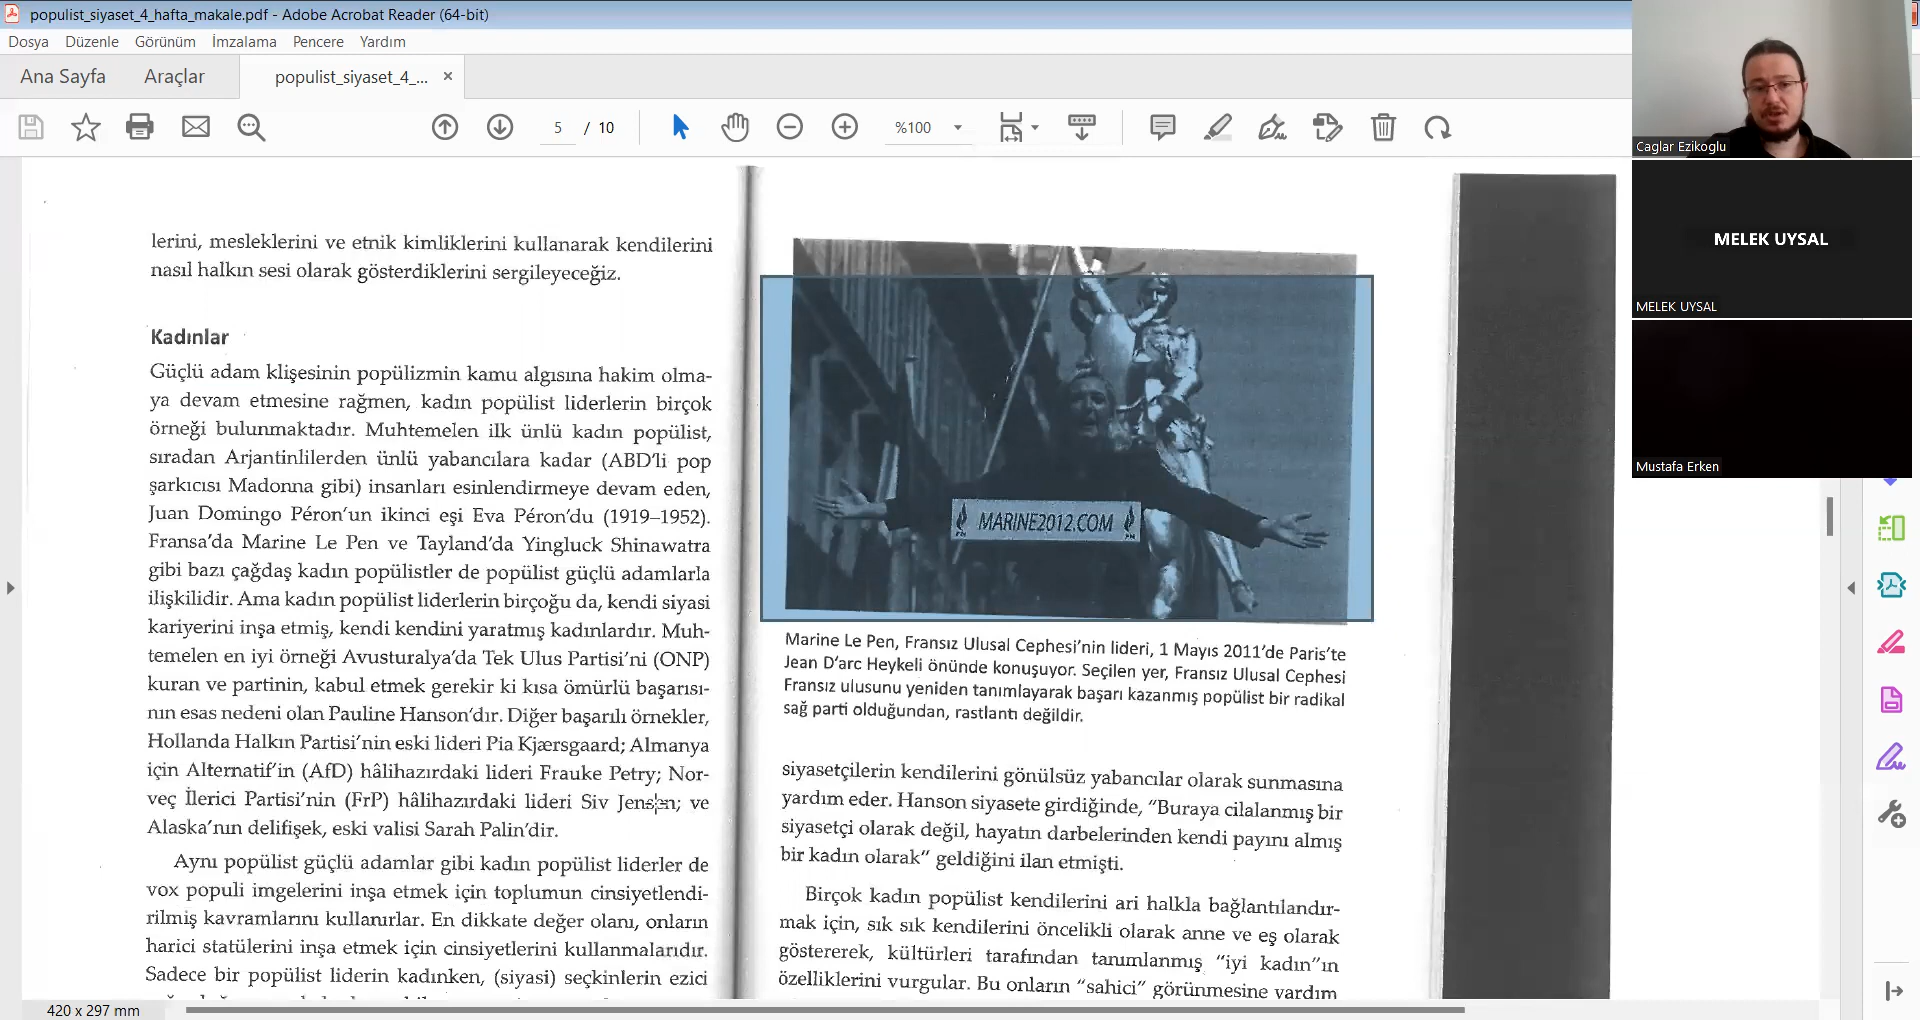 populist_siyaset_4_hafta_makale.pdf - Adobe Acrobat Reader (64-bit)
Dosya Düzenle Görünüm İmzalama Pencere Yardım
Ana Sayfa Araçlar populist_siyaset_4_... ×
5 / 10 %100
Caglar Ezikoglu
MELEK UYSAL
MELEK UYSAL
Mustafa Erken
lerini, mesleklerini ve etnik kimliklerini kullanarak kendilerini
nasıl halkın sesi olarak gösterdiklerini sergileyeceğiz.
Kadınlar
Güçlü adam klişesinin popülizmin kamu algısına hakim olma-
ya devam etmesine rağmen, kadın popülist liderlerin birçok
örneği bulunmaktadır. Muhtemelen ilk ünlü kadın popülist,
sıradan Arjantinlilerden ünlü yabancılara kadar (ABD'li pop
şarkıcısı Madonna gibi) insanları esinlendirmeye devam eden,
Juan Domingo Péron'un ikinci eşi Eva Péron'du (1919–1952).
Fransa'da Marine Le Pen ve Tayland'da Yingluck Shinawatra
gibi bazı çağdaş kadın popülistler de popülist güçlü adamlarla
ilişkilidir. Ama kadın popülist liderlerin birçoğu da, kendi siyasi
kariyerini inşa etmiş, kendi kendini yaratmış kadınlardır. Muh-
temelen en iyi örneği Avusturalya'da Tek Ulus Partisi'ni (ONP)
kuran ve partinin, kabul etmek gerekir ki kısa ömürlü başarısı-
nın esas nedeni olan Pauline Hanson'dır. Diğer başarılı örnekler,
Hollanda Halkın Partisi'nin eski lideri Pia Kjærsgaard; Almanya
için Alternatif'in (AfD) hâlihazırdaki lideri Frauke Petry; Nor-
veç İlerici Partisi'nin (FrP) hâlihazırdaki lideri Siv Jensen; ve
Alaska'nın delifişek, eski valisi Sarah Palin'dir.
Aynı popülist güçlü adamlar gibi kadın popülist liderler de
vox populi imgelerini inşa etmek için toplumun cinsiyetlendi-
rilmiş kavramlarını kullanırlar. En dikkate değer olanı, onların
harici statülerini inşa etmek için cinsiyetlerini kullanmalarıdır.
Sadece bir popülist liderin kadınken, (siyasi) seçkinlerin ezici
MARINE2012.COM
Marine Le Pen, Fransız Ulusal Cephesi'nin lideri, 1 Mayıs 2011'de Paris'te
Jean D'arc Heykeli önünde konuşuyor. Seçilen yer, Fransız Ulusal Cephesi
Fransız ulusunu yeniden tanımlayarak başarı kazanmış popülist bir radikal
sağ parti olduğundan, rastlantı değildir.
siyasetçilerin kendilerini gönülsüz yabancılar olarak sunmasına
yardım eder. Hanson siyasete girdiğinde, "Buraya cilalanmış bir
siyasetçi olarak değil, hayatın darbelerinden kendi payını almış
bir kadın olarak" geldiğini ilan etmişti.
Birçok kadın popülist kendilerini ari halkla bağlantılandır-
mak için, sık sık kendilerini öncelikli olarak anne ve eş olarak
göstererek, kültürleri tarafından tanımlanmış "iyi kadın"ın
özelliklerini vurgular. Bu onların "sahici" görünmesine yardım
420 x 297 mm